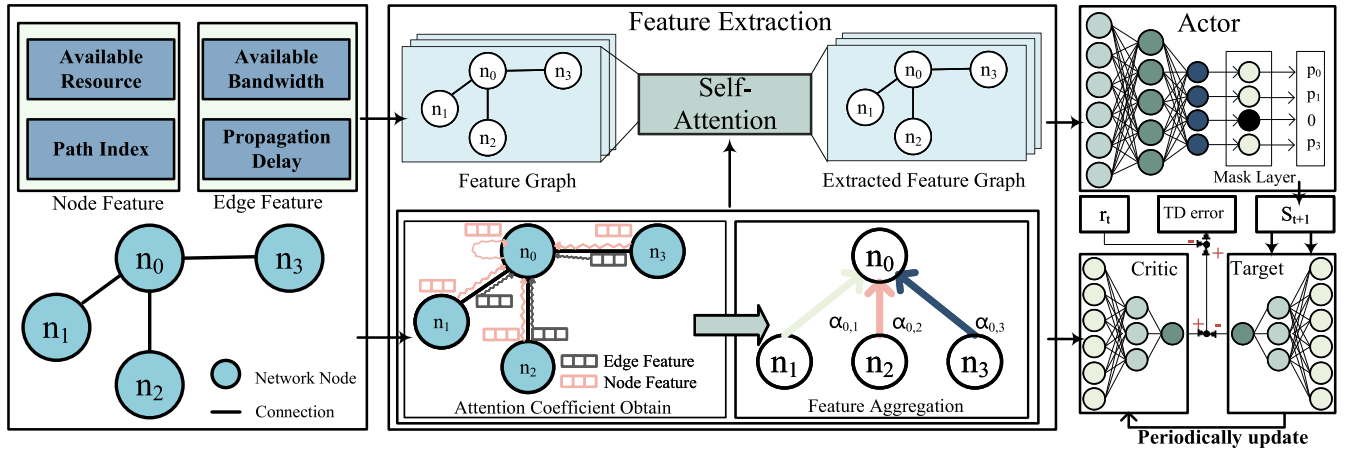 Available
Resource
Path Index
Node Feature
Available
Bandwidth
Propagation
Delay
Edge Feature
n0
n3
n1
n2
Network Node
Connection
Feature Extraction
n0
n3
n1
n2
Feature Graph
Self-
Attention
n0
n3
n1
n2
Extracted Feature Graph
n0
n3
n1
n2
Edge Feature
Node Feature
Attention Coefficient Obtain
n0
α0,1
α0,2
α0,3
n1
n2
n3
Feature Aggregation
Actor
p0
p1
0
p3
Mask Layer
rt
TD error
St+1
-
+
Critic
Target
+
-
Periodically update